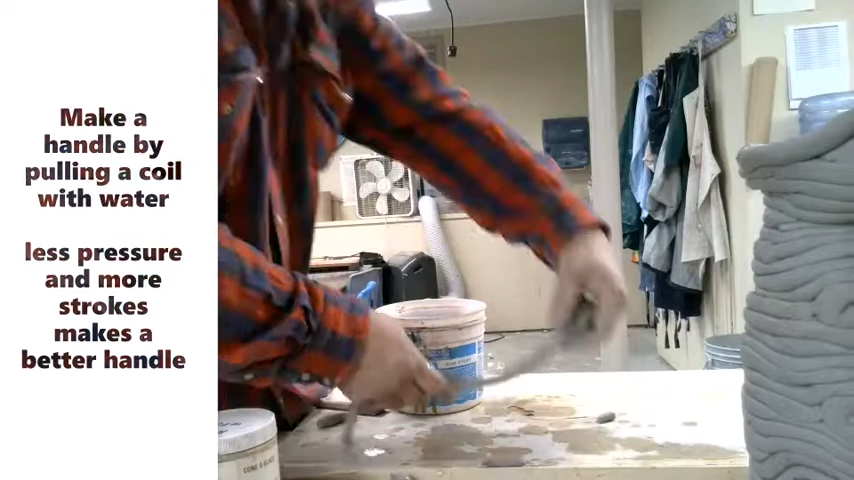 Make a
handle by
pulling a coil
with water
less pressure
and more
strokes
makes a
better handle